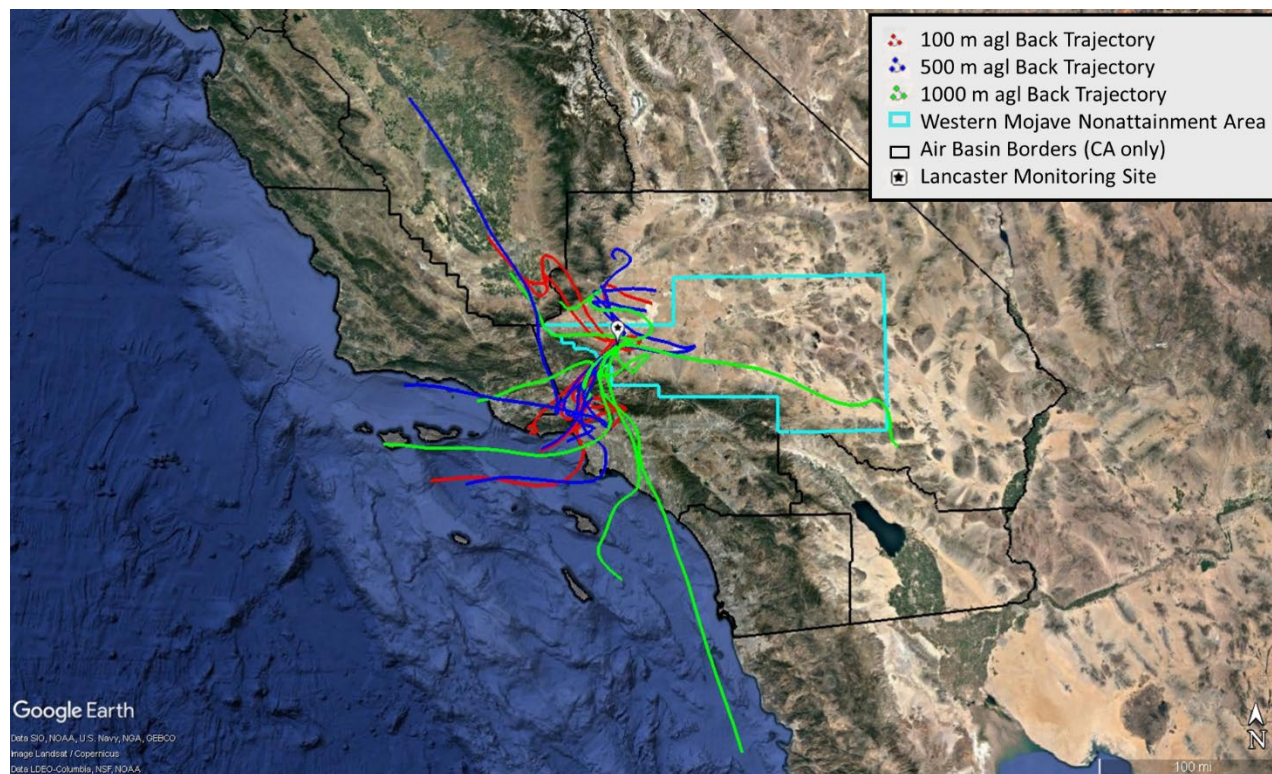 100 m agl Back Trajectory
500 m agl Back Trajectory
1000 m agl Back Trajectory
Western Mojave Nonattainment Area
Air Basin Borders (CA only)
Lancaster Monitoring Site
Google Earth
Data SIO, NOAA, U.S. Navy, NGA, GEBCO
Image Landsat / Copernicus
Data LDEO-Columbia, NSF, NOAA
N
100 mi